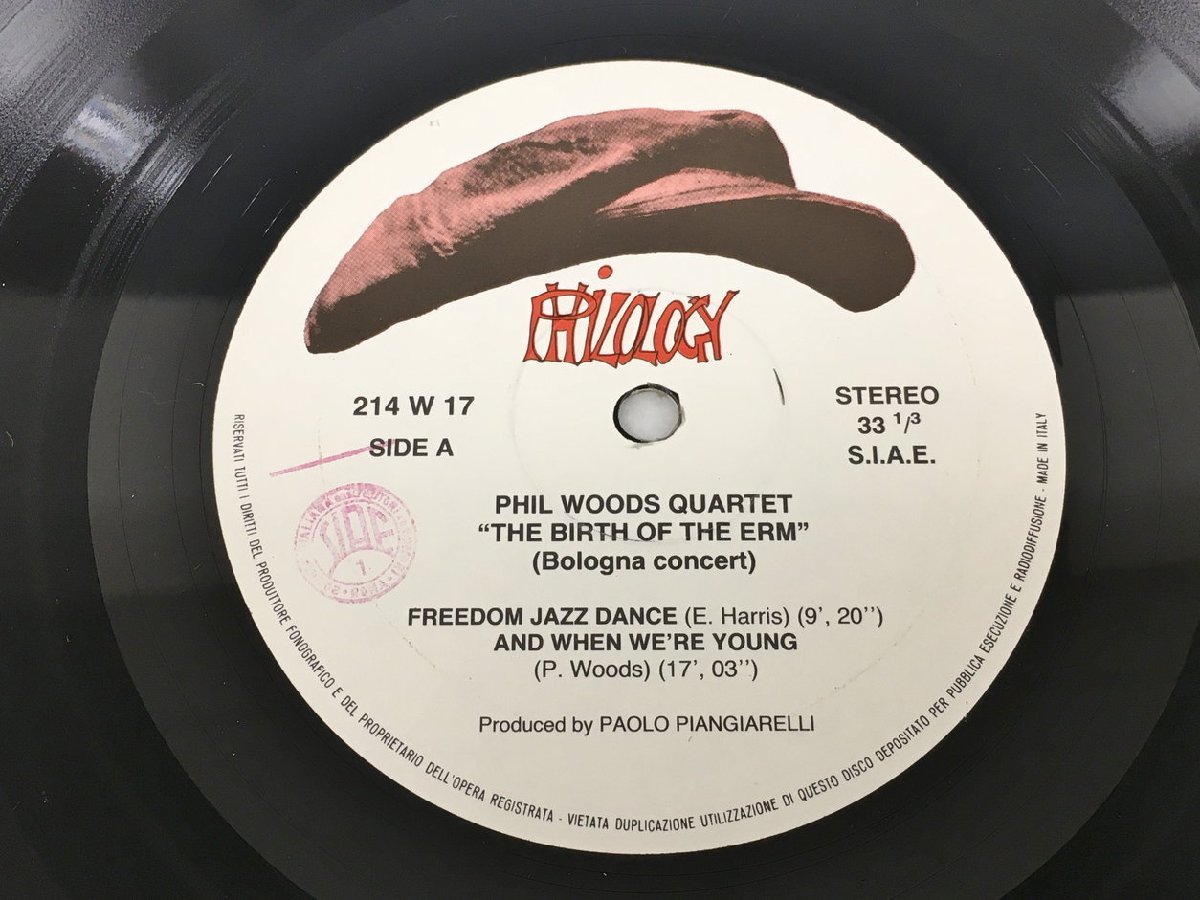 PHILOLOGY
214 W 17
SIDE A
STEREO
33 1/3
S.I.A.E.
PHIL WOODS QUARTET
“THE BIRTH OF THE ERM”
(Bologna concert)
FREEDOM JAZZ DANCE (E. Harris) (9’, 20’’)
AND WHEN WE’RE YOUNG
(P. Woods) (17’, 03’’)
Produced by PAOLO PIANGIARELLI
RISERVATI TUTTI I DIRITTI DEL PRODUTTORE FONOGRAFICO E DEL PROPRIETARIO DELL'OPERA REGISTRATA - VIETATA DUPLICAZIONE UTILIZZAZIONE DI QUESTO DISCO DEPOSITATO PER PUBBLICA ESECUZIONE E RADIODIFFUSIONE - MADE IN ITALY